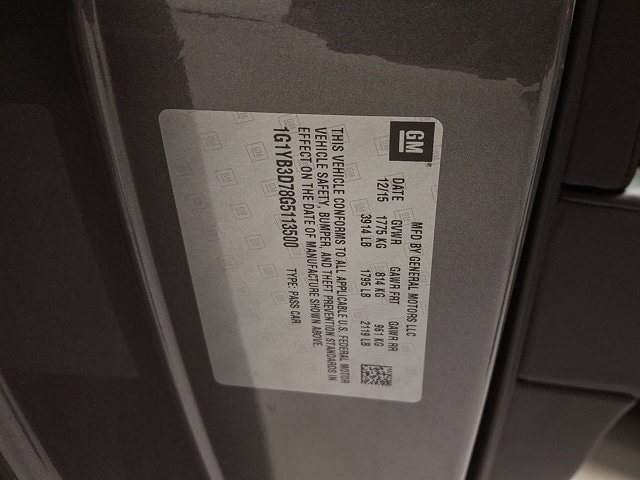 GM
MFD BY GENERAL MOTORS LLC
DATE GVWR GAWR FRT GAWR RR
12/15 1775 KG 814 KG 961 KG
3914 LB 1795 LB 2119 LB
THIS VEHICLE CONFORMS TO ALL APPLICABLE U.S. FEDERAL MOTOR
VEHICLE SAFETY, BUMPER, AND THEFT PREVENTION STANDARDS IN
EFFECT ON THE DATE OF MANUFACTURE SHOWN ABOVE.
1G1YB3D78G5113500 TYPE: PASS CAR